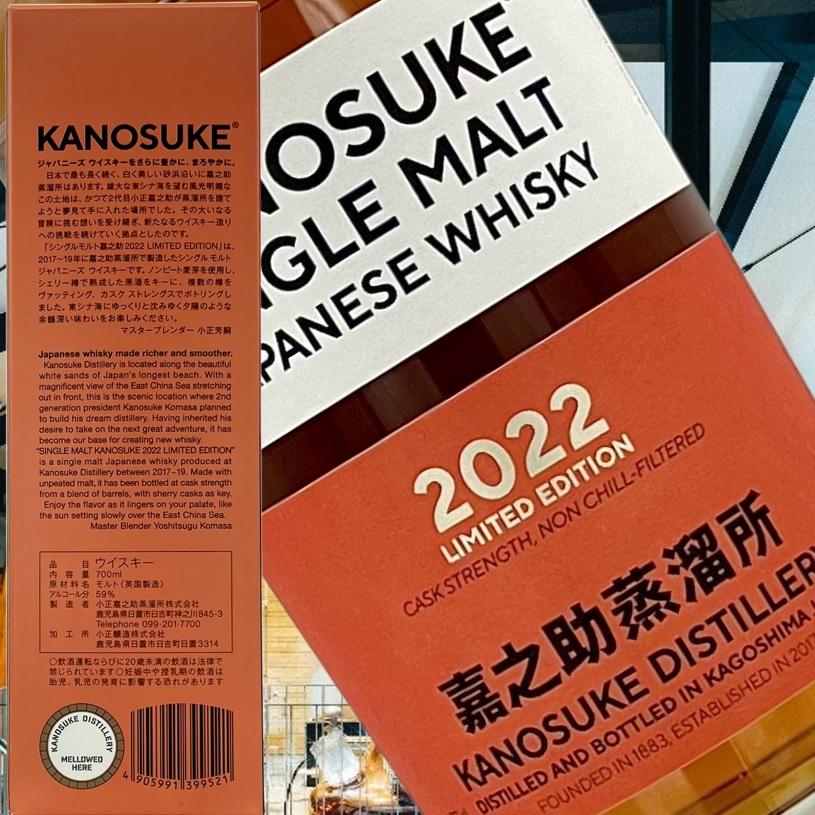 KANOSUKE®
ジャパニーズ ウイスキーをさらに豊かに、まろやかに。
日本で最も長く続く、白く美しい砂浜沿いに嘉之助
蒸溜所はあります。雄大な東シナ海を望む風光明媚な
この土地は、かつて2代目小正嘉之助が蒸溜所を建て
ようと夢見て手に入れた場所でした。その大いなる
冒険に挑む想いを受け継ぎ、新たなるウイスキー造り
への挑戦を続けていく拠点としたのです。
「シングルモルト嘉之助 2022 LIMITED EDITION」は、
2017〜19年に嘉之助蒸溜所で製造したシングル モルト
ジャパニーズ ウイスキーです。ノンピート麦芽を使用し、
シェリー樽で熟成した原酒をキーに、複数の樽を
ヴァッティング、カスク ストレングスでボトリングし
ました。東シナ海にゆっくりと沈みゆく夕陽のような
余韻深い味わいをお楽しみください。
マスターブレンダー 小正芳嗣
Japanese whisky made richer and smoother.
Kanosuke Distillery is located along the beautiful
white sands of Japan's longest beach. With a
magnificent view of the East China Sea stretching
out in front, this is the scenic location where 2nd
generation president Kanosuke Komasa planned
to build his dream distillery. Having inherited his
desire to take on the next great adventure, it has
become our base for creating new whisky.
"SINGLE MALT KANOSUKE 2022 LIMITED EDITION"
is a single malt Japanese whisky produced at
Kanosuke Distillery between 2017–19. Made with
unpeated malt, it has been bottled at cask strength
from a blend of barrels, with sherry casks as key.
Enjoy the flavor as it lingers on your palate, like
the sun setting slowly over the East China Sea.
Master Blender Yoshitsugu Komasa
品目 ウイスキー
内容量 700ml
原材料名 モルト(英国製造)
アルコール分 59%
製造者 小正嘉之助蒸溜所株式会社
鹿児島県日置市日吉町神之川845-3
Telephone 099-201-7700
加工所 小正醸造株式会社
鹿児島県日置市日吉町日置3314
○飲酒運転ならびに20歳未満の飲酒は法律で
禁じられています○妊娠中や授乳期の飲酒は
胎児、乳児の発育に影響する恐れがあります
KANOSUKE DISTILLERY
MELLOWED
HERE
4 905991 399521
NOSUKE
NGLE MALT
PANESE WHISKY
2022
LIMITED EDITION
CASK STRENGTH, NON CHILL-FILTERED
嘉之助蒸溜所
KANOSUKE DISTILLERY
DISTILLED AND BOTTLED IN KAGOSHIMA
FOUNDED IN 1883, ESTABLISHED IN 2017